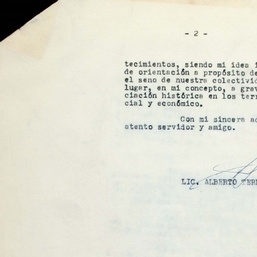 - 2 -
tecimientos, siendo mi idea
de orientación a propósito de
el seno de nuestra colectivid
lugar, en mi concepto, a grav
ciación histórica en los ter
cial y económico.
Con mi sincera
atento servidor y amigo.
LIC. ALBERTO